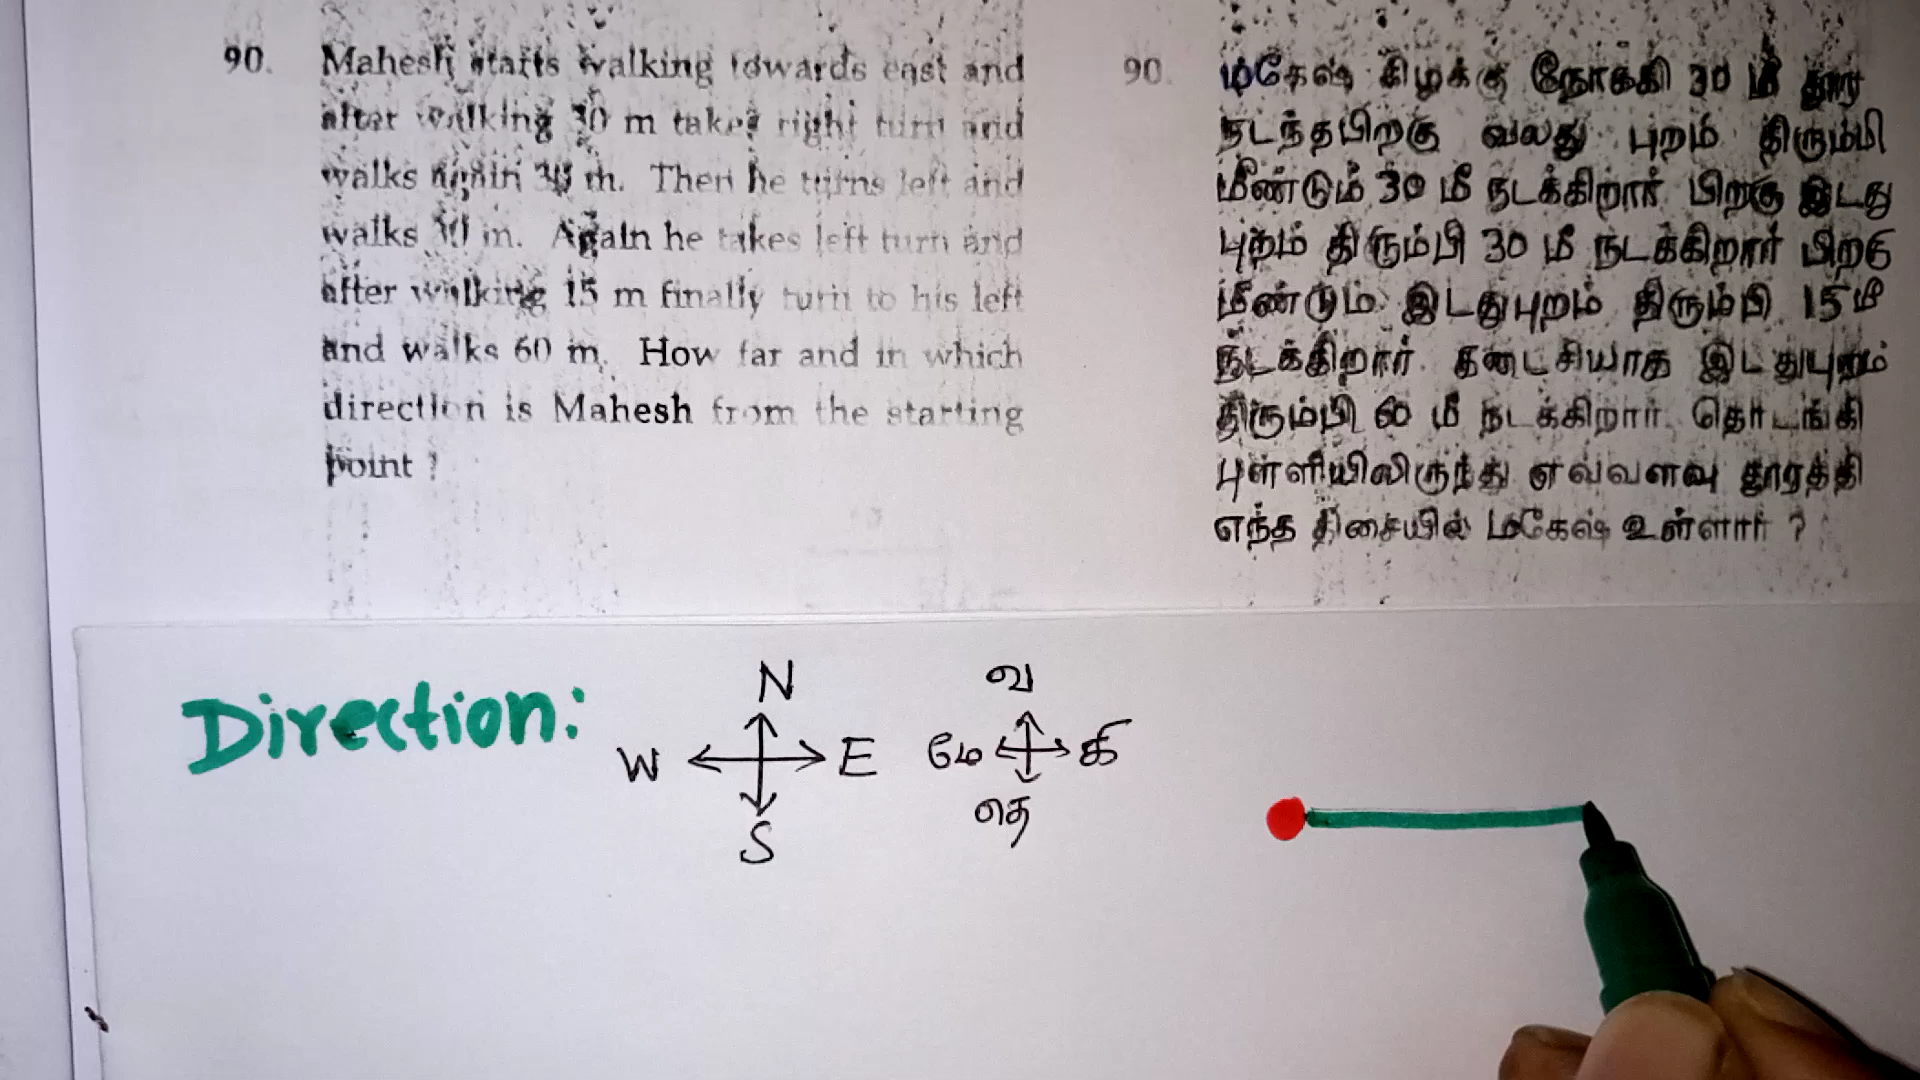 90. Mahesh starts walking towards east and
after walking 30 m takes right turn and
walks again 30 m. Then he turns left and
walks 30 m. Again he takes left turn and
after walking 15 m finally turn to his left
and walks 60 m. How far and in which
direction is Mahesh from the starting
point ?
90. மகேஷ் கிழக்கு நோக்கி 30 மீ தூர
நடந்தபிறகு வலது புறம் திரும்பி
மீண்டும் 30 மீ நடக்கிறார் பிறகு இடது
புறம் திரும்பி 30 மீ நடக்கிறார் பிறகு
மீண்டும் இடதுபுறம் திரும்பி 15 மீ
நடக்கிறார். கடைசியாக இடதுபுறம்
திரும்பி 60 மீ நடக்கிறார். தொடங்கி
புள்ளியிலிருந்து எவ்வளவு தூரத்தி
எந்த திசையில் மகேஷ் உள்ளார் ?
Direction:
N
W E
S
வ
மே கி
தெ